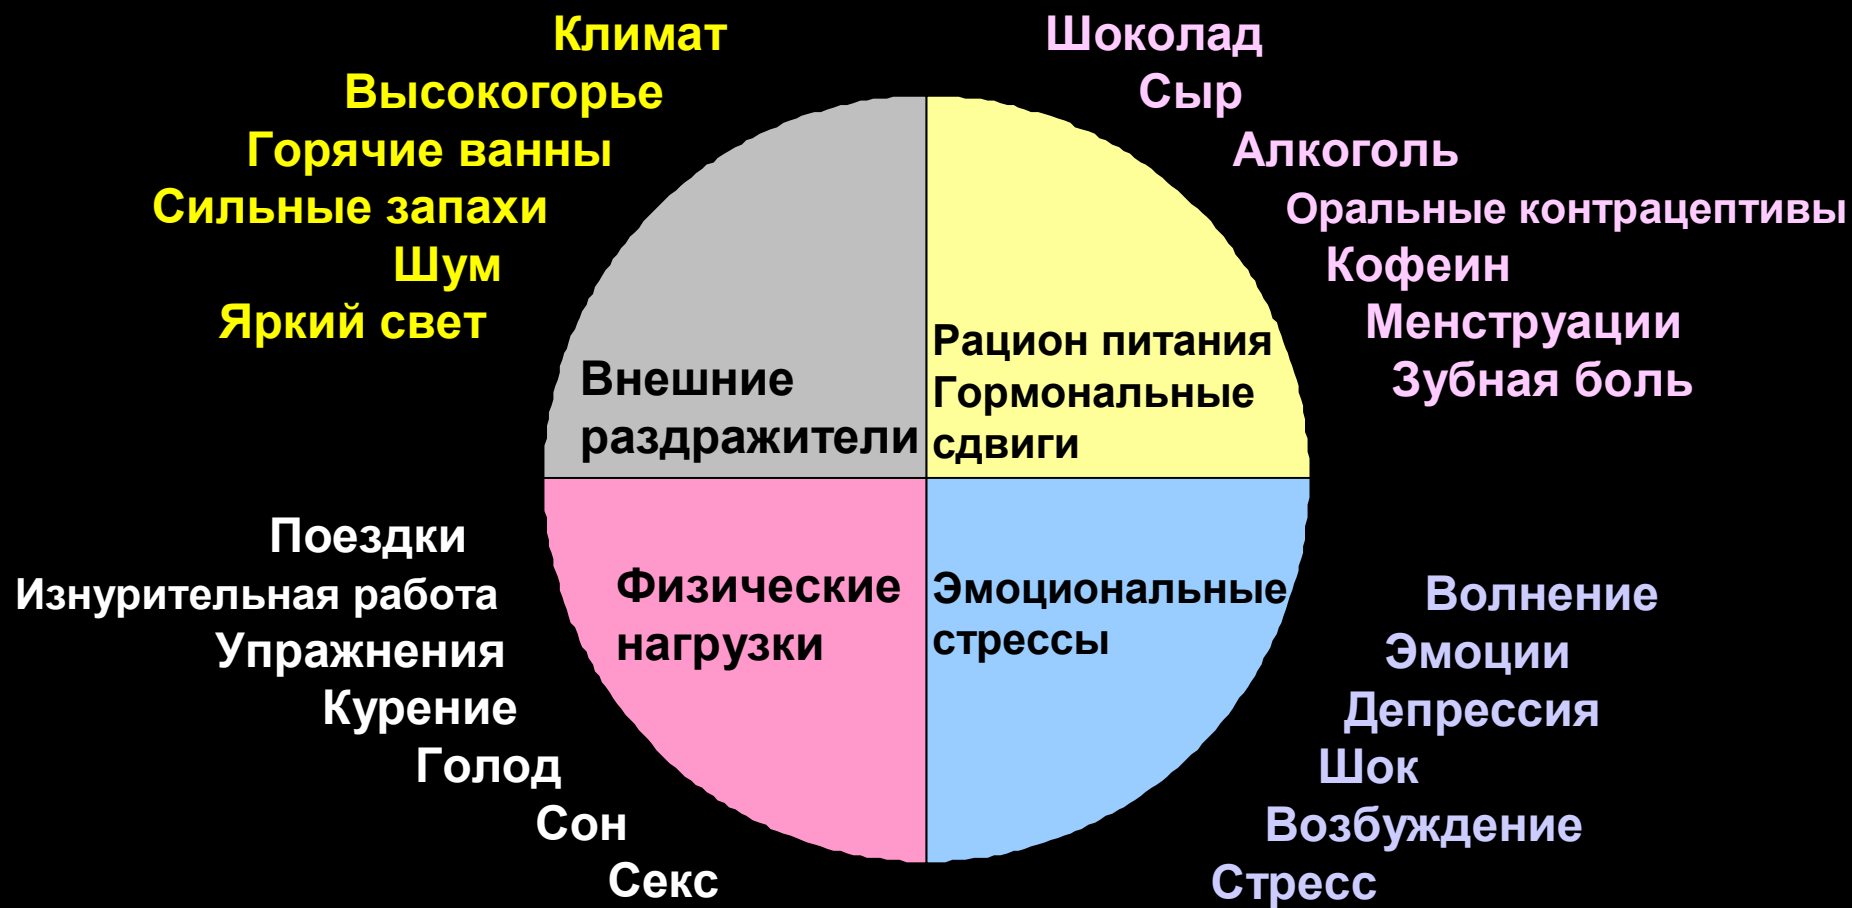 Климат
Высокогорье
Горячие ванны
Сильные запахи
Шум
Яркий свет
Шоколад
Сыр
Алкоголь
Оральные контрацептивы
Кофеин
Менструации
Зубная боль
Внешние
раздражители
Рацион питания
Гормональные
сдвиги
Физические
нагрузки
Эмоциональные
стрессы
Поездки
Изнурительная работа
Упражнения
Курение
Голод
Сон
Секс
Волнение
Эмоции
Депрессия
Шок
Возбуждение
Стресс